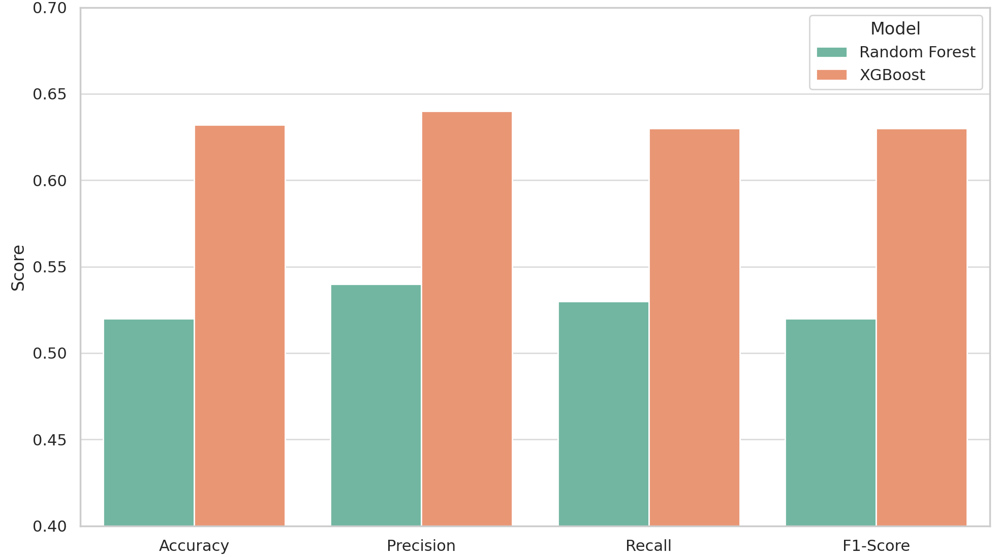 0.70
0.65
0.60
0.55
0.50
0.45
0.40
Score
Model
Random Forest
XGBoost
Accuracy
Precision
Recall
F1-Score